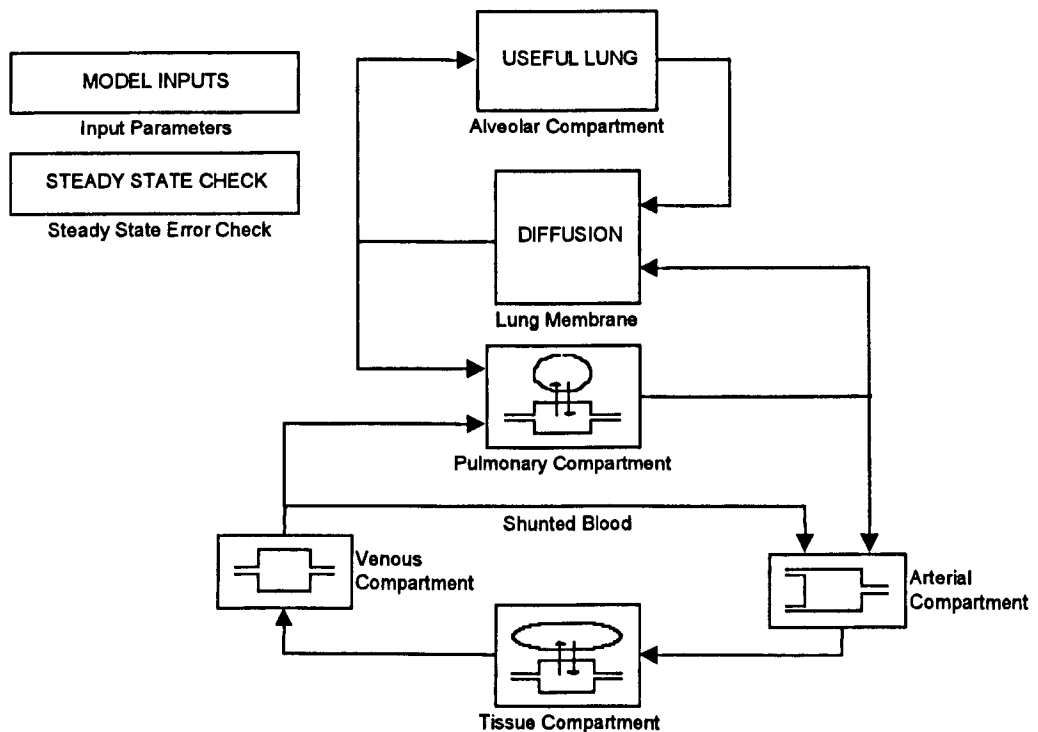 MODEL INPUTS
Input Parameters
STEADY STATE CHECK
Steady State Error Check
USEFUL LUNG
Alveolar Compartment
DIFFUSION
Lung Membrane
Pulmonary Compartment
Shunted Blood
Venous
Compartment
Arterial
Compartment
Tissue Compartment